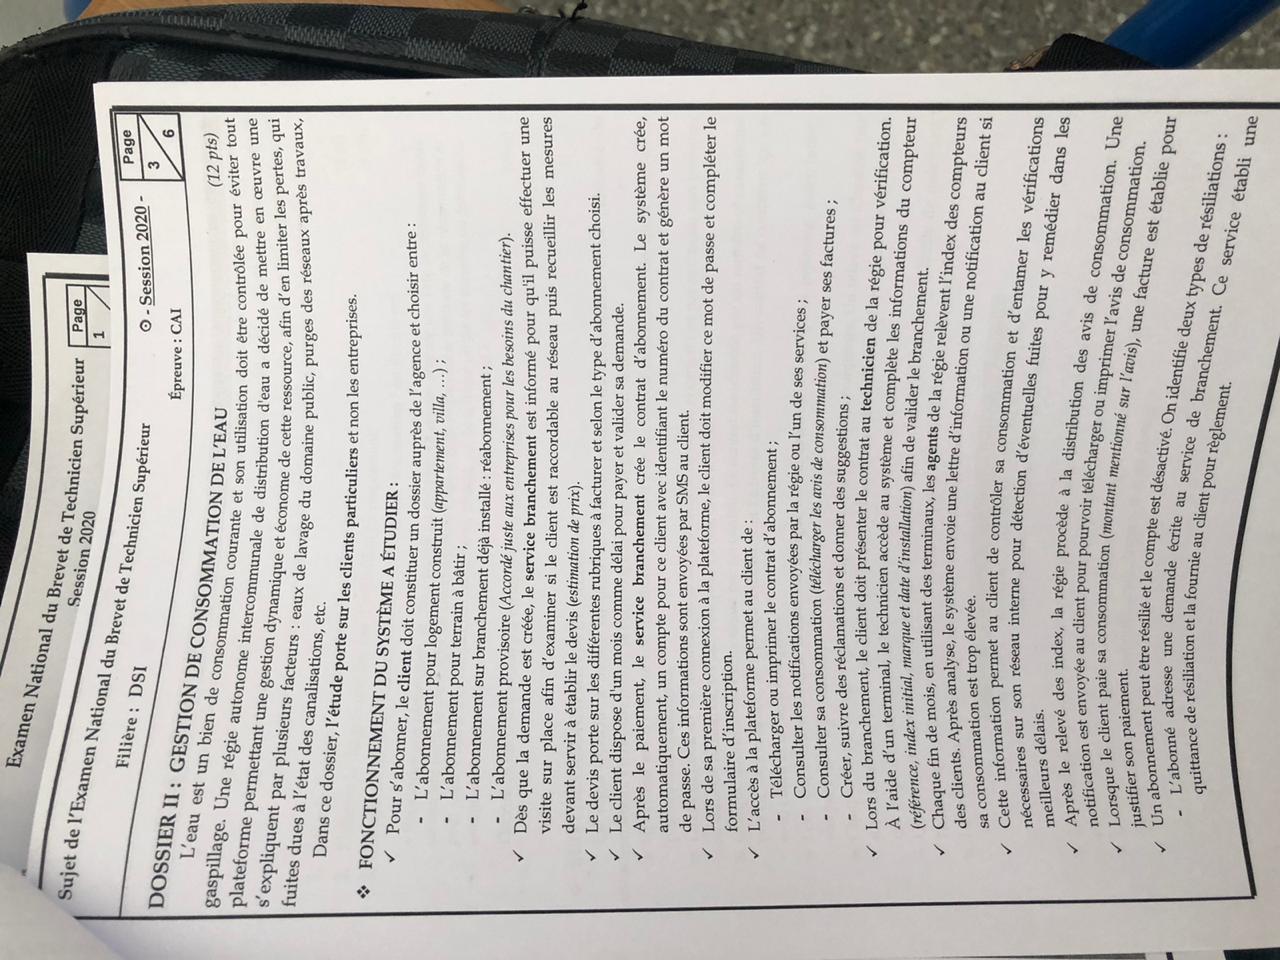 Examen National du Brevet de Technicien Supérieur
Session 2020
Page
1
Sujet de l'Examen National du Brevet de Technicien Supérieur
Filière : DSI
⊙ - Session 2020 -
Épreuve : CAI
Page
3
6
DOSSIER II : GESTION DE CONSOMMATION DE L'EAU
(12 pts)
L'eau est un bien de consommation courante et son utilisation doit être contrôlée pour éviter tout
gaspillage. Une régie autonome intercommunale de distribution d'eau a décidé de mettre en œuvre une
plateforme permettant une gestion dynamique et économe de cette ressource, afin d'en limiter les pertes, qui
s'expliquent par plusieurs facteurs : eaux de lavage du domaine public, purges des réseaux après travaux,
fuites dues à l'état des canalisations, etc.
Dans ce dossier, l'étude porte sur les clients particuliers et non les entreprises.
❖ FONCTIONNEMENT DU SYSTÈME A ÉTUDIER :
✓ Pour s'abonner, le client doit constituer un dossier auprès de l'agence et choisir entre :
- L'abonnement pour logement construit (appartement, villa, …) ;
- L'abonnement pour terrain à bâtir ;
- L'abonnement sur branchement déjà installé : réabonnement ;
- L'abonnement provisoire (Accordé juste aux entreprises pour les besoins du chantier).
✓ Dès que la demande est créée, le service branchement est informé pour qu'il puisse effectuer une
visite sur place afin d'examiner si le client est raccordable au réseau puis recueillir les mesures
devant servir à établir le devis (estimation de prix).
✓ Le devis porte sur les différentes rubriques à facturer et selon le type d'abonnement choisi.
✓ Le client dispose d'un mois comme délai pour payer et valider sa demande.
✓ Après le paiement, le service branchement crée le contrat d'abonnement. Le système crée,
automatiquement, un compte pour ce client avec identifiant le numéro du contrat et génère un mot
de passe. Ces informations sont envoyées par SMS au client.
✓ Lors de sa première connexion à la plateforme, le client doit modifier ce mot de passe et compléter le
formulaire d'inscription.
✓ L'accès à la plateforme permet au client de :
- Télécharger ou imprimer le contrat d'abonnement ;
- Consulter les notifications envoyées par la régie ou l'un de ses services ;
- Consulter sa consommation (télécharger les avis de consommation) et payer ses factures ;
- Créer, suivre des réclamations et donner des suggestions ;
✓ Lors du branchement, le client doit présenter le contrat au technicien de la régie pour vérification.
À l'aide d'un terminal, le technicien accède au système et complète les informations du compteur
(référence, index initial, marque et date d'installation) afin de valider le branchement.
✓ Chaque fin de mois, en utilisant des terminaux, les agents de la régie relèvent l'index des compteurs
des clients. Après analyse, le système envoie une lettre d'information ou une notification au client si
sa consommation est trop élevée.
✓ Cette information permet au client de contrôler sa consommation et d'entamer les vérifications
nécessaires sur son réseau interne pour détection d'éventuelles fuites pour y remédier dans les
meilleurs délais.
✓ Après le relevé des index, la régie procède à la distribution des avis de consommation. Une
notification est envoyée au client pour pourvoir télécharger ou imprimer l'avis de consommation.
✓ Lorsque le client paie sa consommation (montant mentionné sur l'avis), une facture est établie pour
justifier son paiement.
✓ Un abonnement peut être résilié et le compte est désactivé. On identifie deux types de résiliations :
- L'abonné adresse une demande écrite au service de branchement. Ce service établi une
quittance de résiliation et la fournie au client pour règlement.